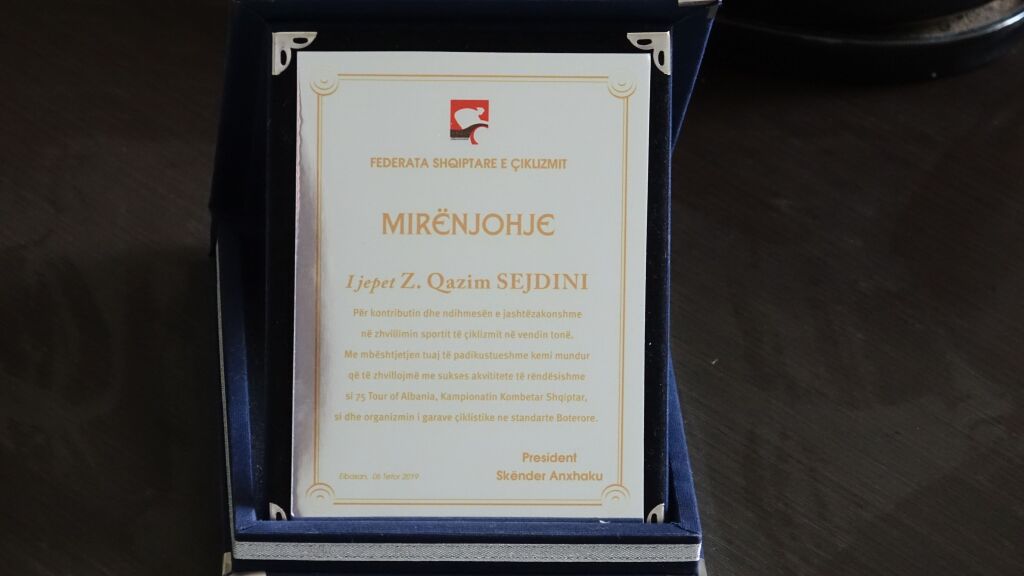 FEDERATA SHQIPTARE E ÇIKLIZMIT
MIRËNJOHJE
I jepet Z. Qazim SEJDINI
Për kontributin dhe ndihmesën e jashtëzakonshme
në zhvillimin sportit të çiklizmit në vendin tonë.
Me mbështjetjen tuaj të padikustueshme kemi mundur
që të zhvillojmë me sukses akvititete të rëndësishme
si 75 Tour of Albania, Kampionatin Kombetar Shqiptar,
si dhe organizmin i garave çiklistike ne standarte Boterore.
President
Elbasan, 06 Tetor 2019
Skënder Anxhaku